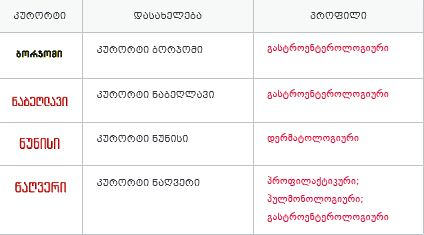 კურორტი დასახელება პროფილი
ბორჯომი კურორტი ბორჯომი გასტროენტეროლოგიური
ნაბეღლავი კურორტი ნაბეღლავი გასტროენტეროლოგიური
ნუნისი კურორტი ნუნისი დერმატოლოგიური
ნაღვერი კურორტი ნაღვერი პროფილაქტიკური;
პულმონოლოგიური;
გასტროენტეროლოგიური